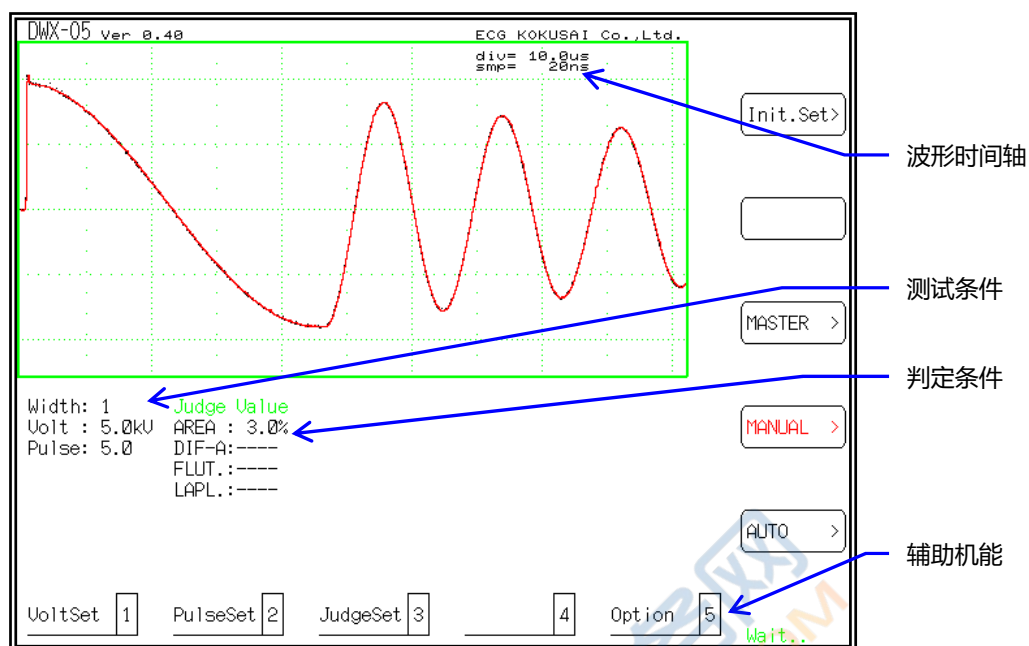 DWX-05 Ver 0.40
ECG KOKUSAI Co.,Ltd.
div= 10.0us
smp= 20ns
Init.Set>
波形时间轴
测试条件
MASTER >
判定条件
Width: 1
Volt : 5.0kV
Pulse: 5.0
Judge Value
AREA : 3.0%
DIF-A:----
FLUT.:----
LAPL.:----
MANUAL >
AUTO >
辅助机能
VoltSet 1
PulseSet 2
JudgeSet 3
4
Option 5
Wait..